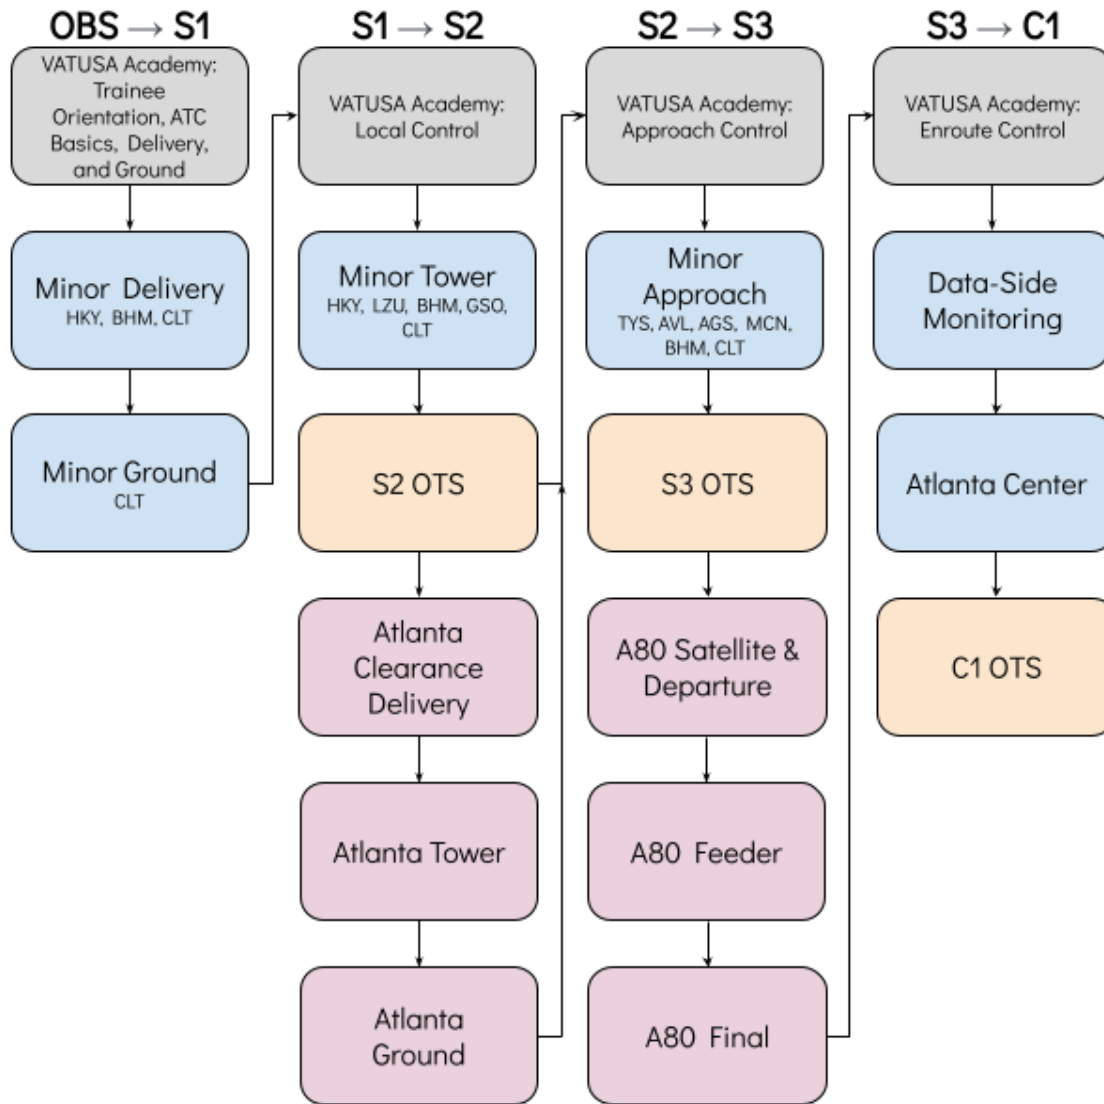 OBS → S1
VATUSA Academy:
Trainee
Orientation, ATC
Basics, Delivery,
and Ground
Minor Delivery
HKY, BHM, CLT
Minor Ground
CLT
S1 → S2
VATUSA Academy:
Local Control
Minor Tower
HKY, LZU, BHM, GSO,
CLT
S2 OTS
Atlanta
Clearance
Delivery
Atlanta Tower
Atlanta
Ground
S2 → S3
VATUSA Academy:
Approach Control
Minor
Approach
TYS, AVL, AGS, MCN,
BHM, CLT
S3 OTS
A80 Satellite &
Departure
A80 Feeder
A80 Final
S3 → C1
VATUSA Academy:
Enroute Control
Data-Side
Monitoring
Atlanta Center
C1 OTS